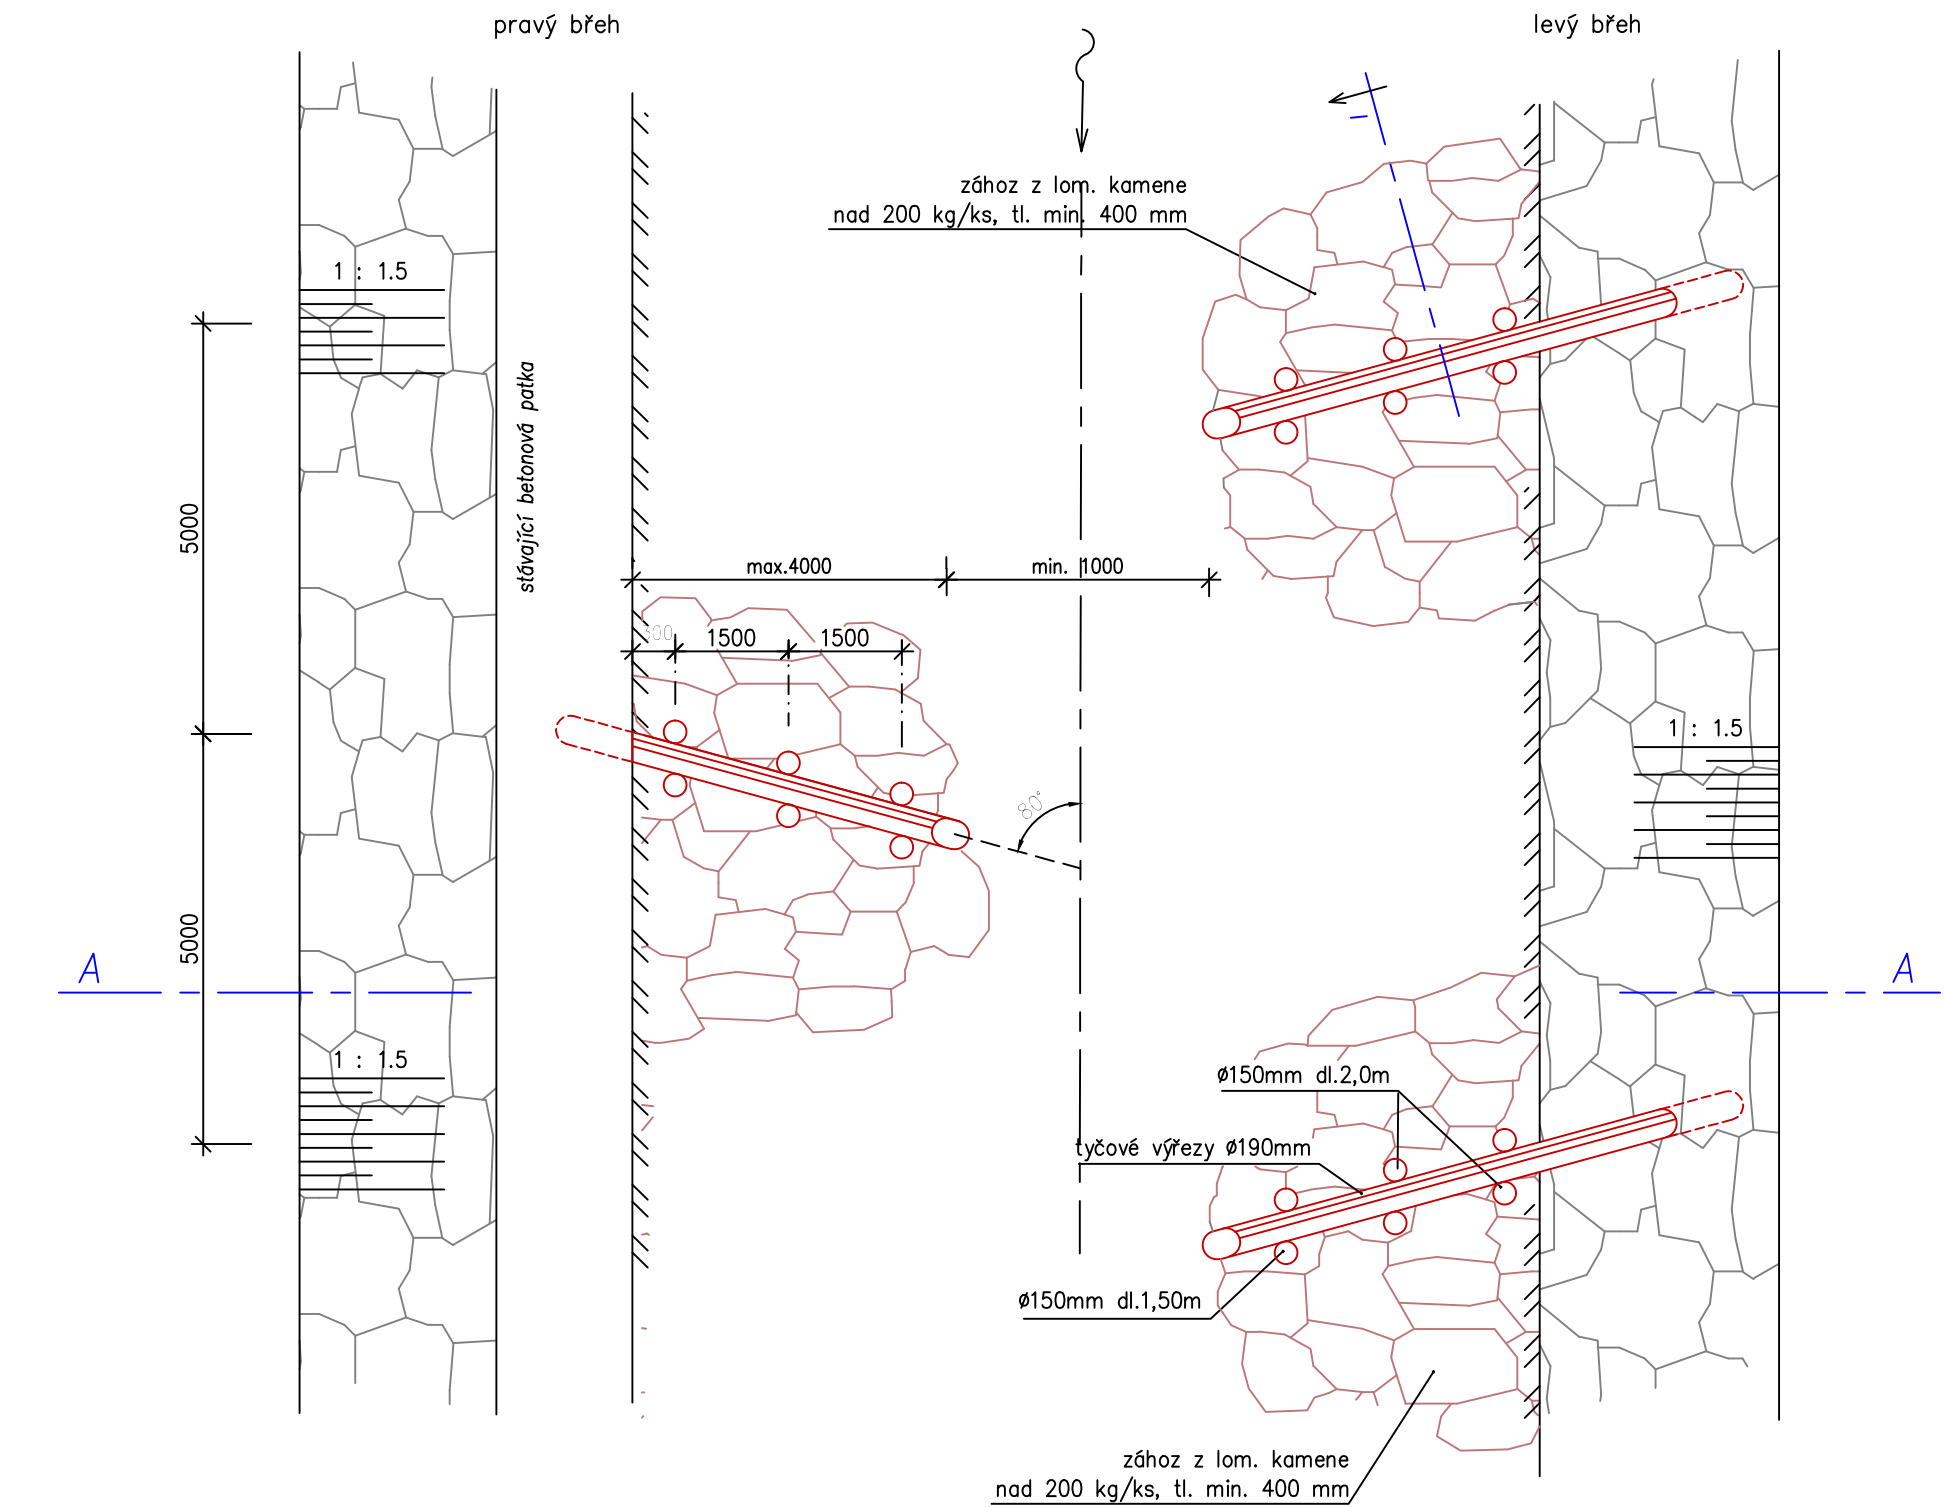 pravý břeh
levý břeh
zához z lom. kamene
nad 200 kg/ks, tl. min. 400 mm
1 : 1.5
stávající betonová patka
5000
max.4000
min. 1000
300
1500
1500
1 : 1.5
80°
5000
A
A
1 : 1.5
ø150mm dl.2,0m
tyčové výřezy ø190mm
ø150mm dl.1,50m
zához z lom. kamene
nad 200 kg/ks, tl. min. 400 mm